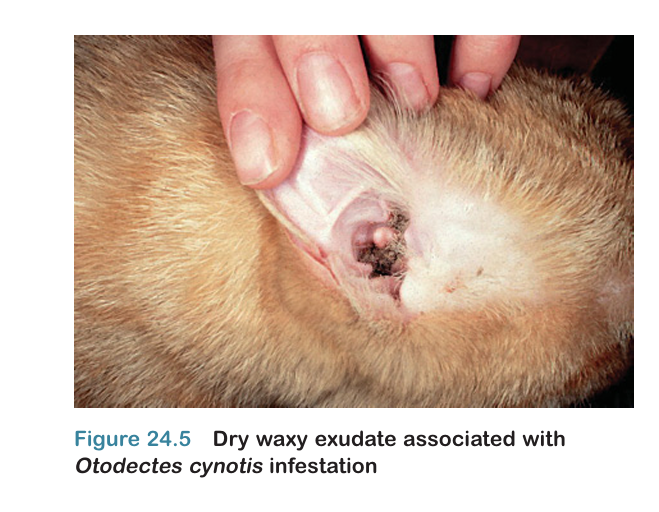 Figure 24.5 Dry waxy exudate associated with
Otodectes cynotis infestation